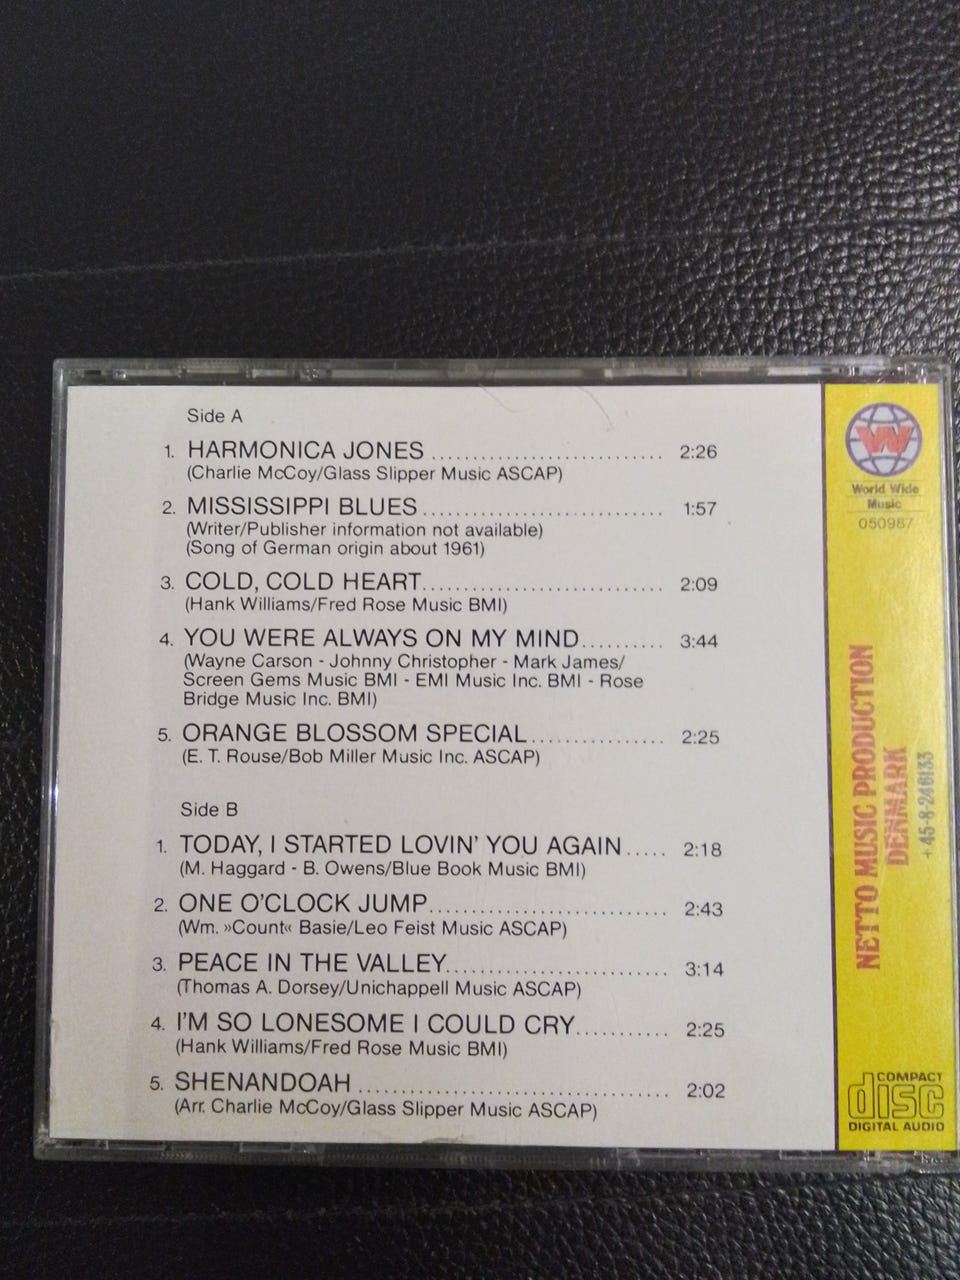 Side A
1. HARMONICA JONES ........................... 2:26
(Charlie McCoy/Glass Slipper Music ASCAP)
2. MISSISSIPPI BLUES ............................ 1:57
(Writer/Publisher information not available)
(Song of German origin about 1961)
3. COLD, COLD HEART............................ 2:09
(Hank Williams/Fred Rose Music BMI)
4. YOU WERE ALWAYS ON MY MIND.......... 3:44
(Wayne Carson - Johnny Christopher - Mark James/
Screen Gems Music BMI - EMI Music Inc. BMI - Rose
Bridge Music Inc. BMI)
5. ORANGE BLOSSOM SPECIAL................ 2:25
(E. T. Rouse/Bob Miller Music Inc. ASCAP)
Side B
1. TODAY, I STARTED LOVIN' YOU AGAIN ..... 2:18
(M. Haggard - B. Owens/Blue Book Music BMI)
2. ONE O'CLOCK JUMP............................ 2:43
(Wm. »Count« Basie/Leo Feist Music ASCAP)
3. PEACE IN THE VALLEY.......................... 3:14
(Thomas A. Dorsey/Unichappell Music ASCAP)
4. I'M SO LONESOME I COULD CRY........... 2:25
(Hank Williams/Fred Rose Music BMI)
5. SHENANDOAH .................................... 2:02
(Arr. Charlie McCoy/Glass Slipper Music ASCAP)
W
World Wide
Music
050987
NETTO MUSIC PRODUCTION
DENMARK
+45-8-246133
COMPACT
disc
DIGITAL AUDIO